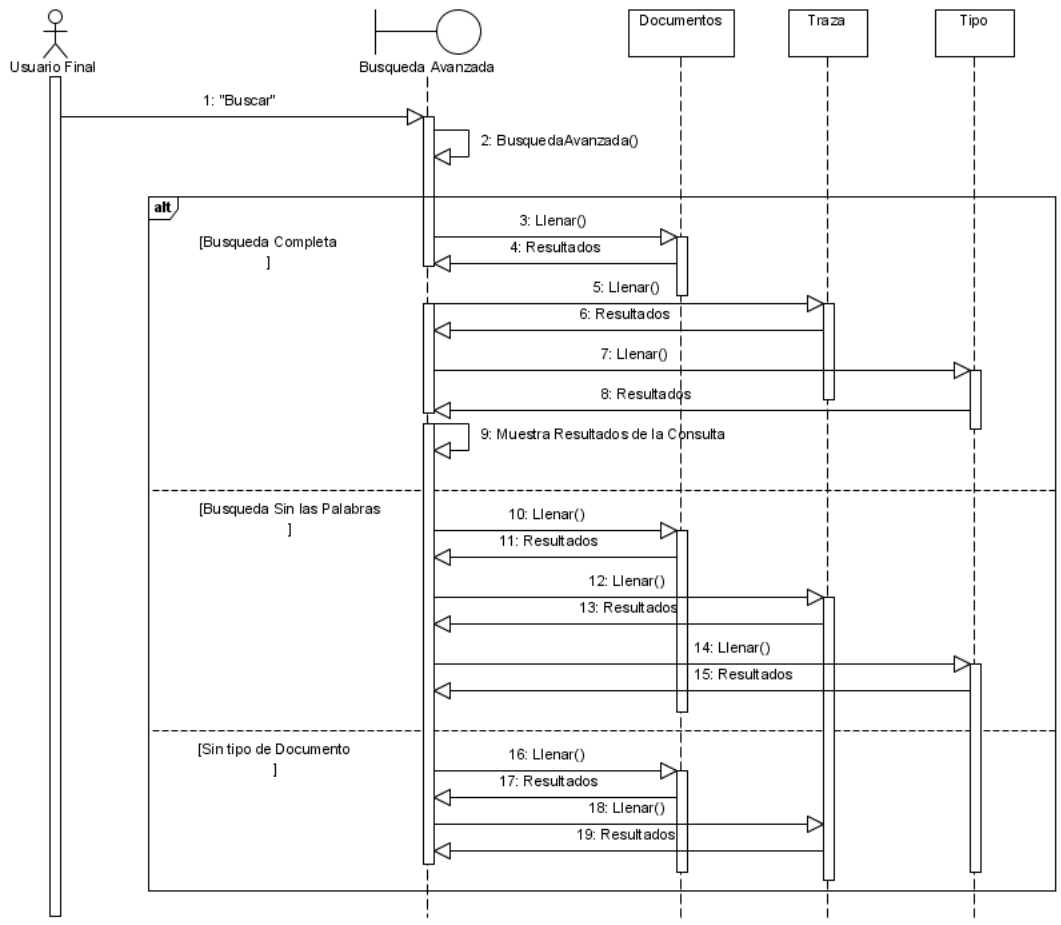 Documentos
Traza
Tipo
Usuario Final
Busqueda Avanzada
1: "Buscar"
2: BusquedaAvanzada()
alt
3: Llenar()
[Busqueda Completa
]
4: Resultados
5: Llenar()
6: Resultados
7: Llenar()
8: Resultados
9: Muestra Resultados de la Consulta
[Busqueda Sin las Palabras
]
10: Llenar()
11: Resultados
12: Llenar()
13: Resultados
14: Llenar()
15: Resultados
[Sin tipo de Documento
]
16: Llenar()
17: Resultados
18: Llenar()
19: Resultados